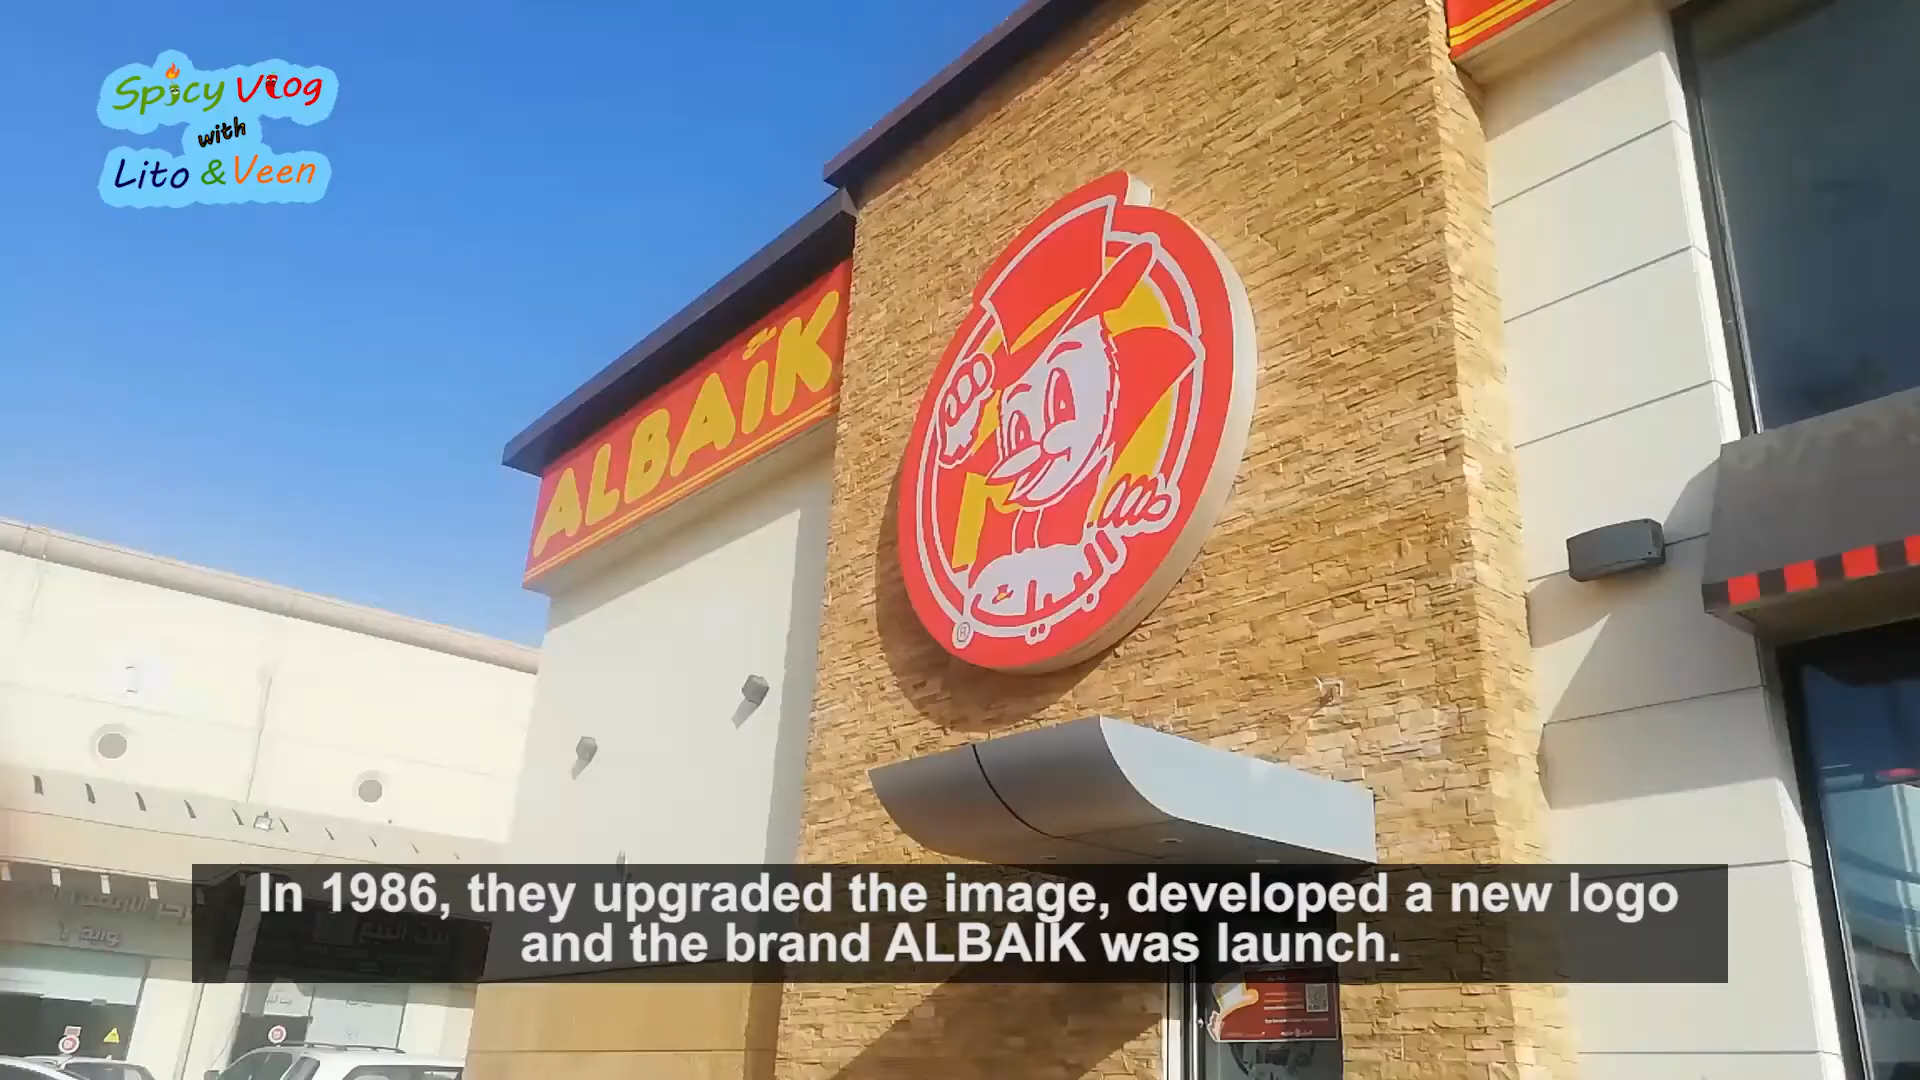 Spicy Vlog
with
Lito & Veen
ALBAIK
البيك
®
In 1986, they upgraded the image, developed a new logo
and the brand ALBAIK was launch.